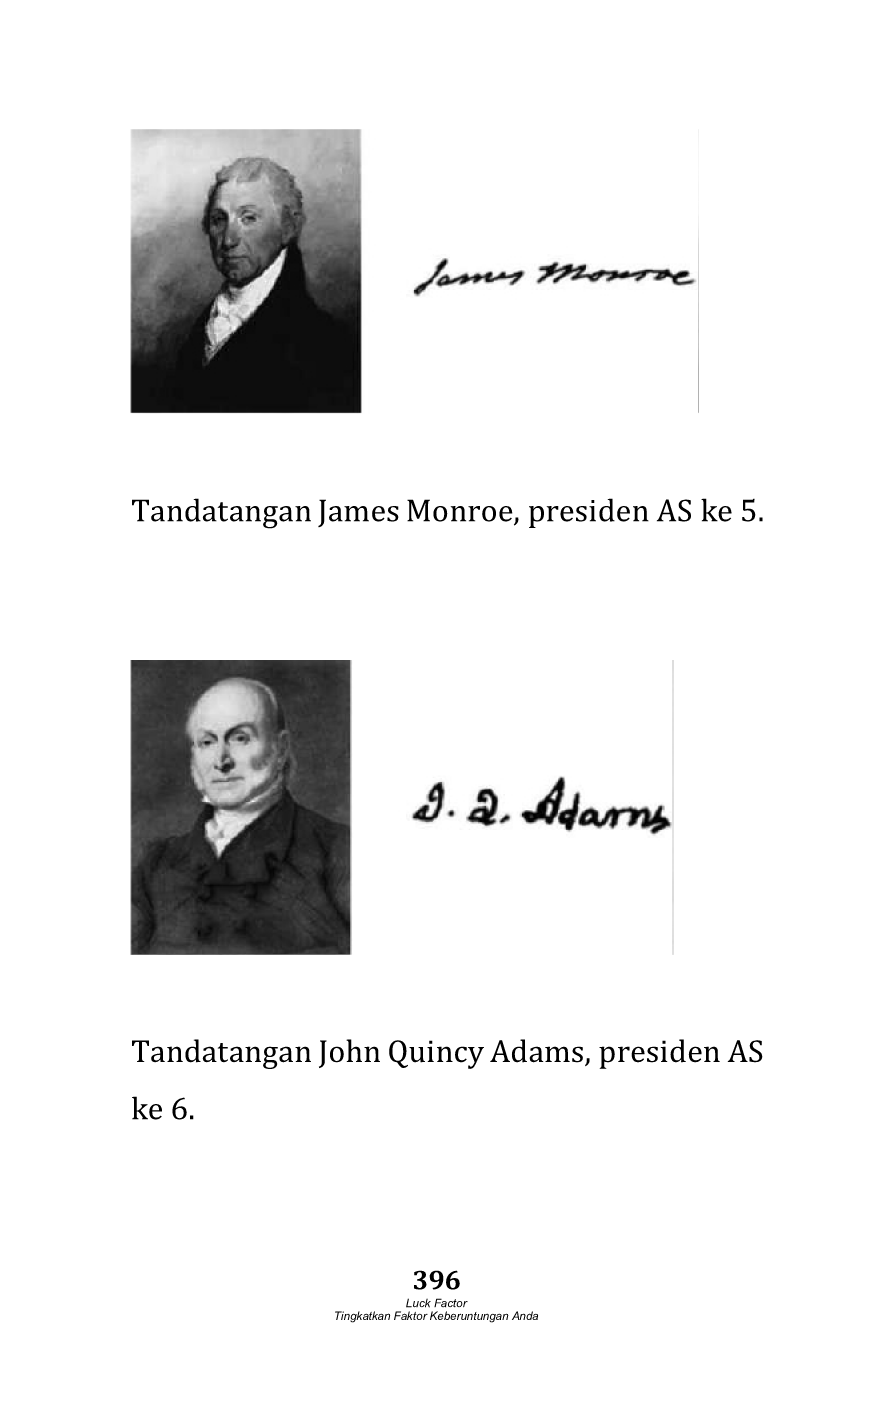 James Monroe
Tandatangan James Monroe, presiden AS ke 5.
J. Q. Adams
Tandatangan John Quincy Adams, presiden AS
ke 6.
396
Luck Factor
Tingkatkan Faktor Keberuntungan Anda